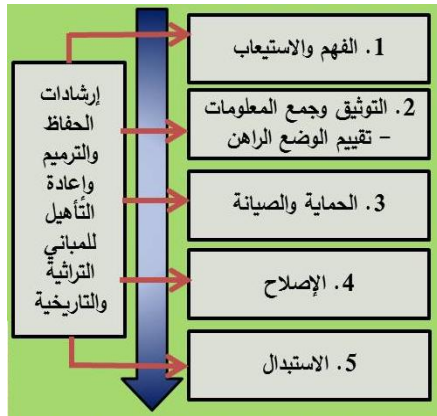 إرشادات
الحفاظ
والترميم
وإعادة
التأهيل
للمباني
التراثية
والتاريخية
1. الفهم والاستيعاب
2. التوثيق وجمع المعلومات
– تقييم الوضع الراهن
3. الحماية والصيانة
4. الإصلاح
5. الاستبدال